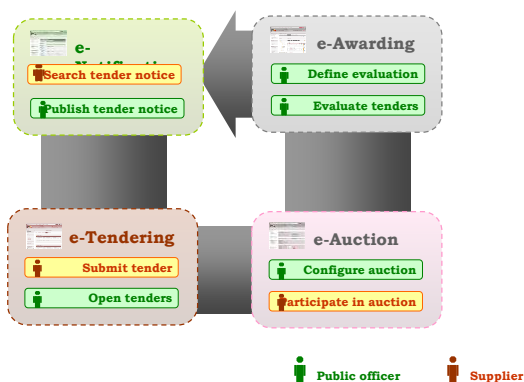 e-
Search tender notice
Publish tender notice
e-Awarding
Define evaluation
Evaluate tenders
e-Tendering
Submit tender
Open tenders
e-Auction
Configure auction
articipate in auction
Public officer
Supplier